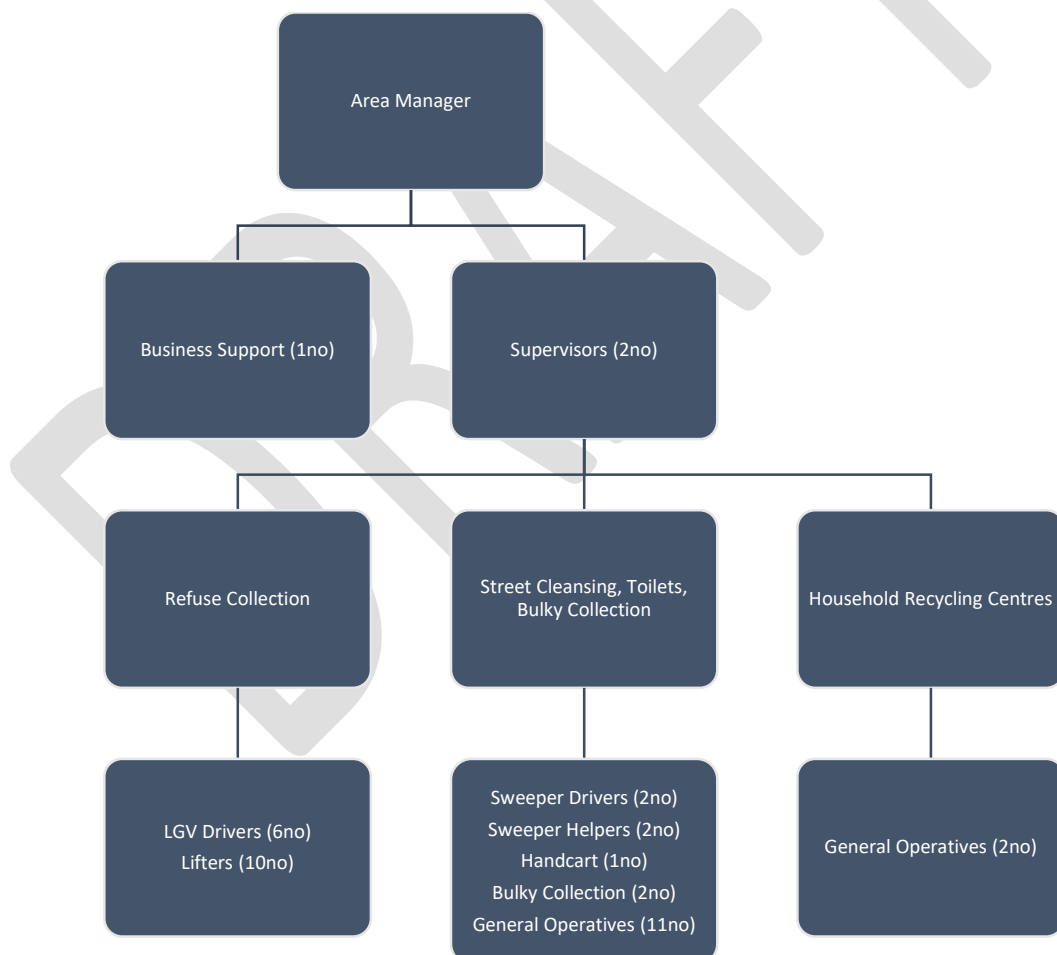 DRAFT
Area Manager
Business Support (1no)
Supervisors (2no)
Refuse Collection
Street Cleansing, Toilets,
Bulky Collection
Household Recycling Centres
LGV Drivers (6no)
Lifters (10no)
Sweeper Drivers (2no)
Sweeper Helpers (2no)
Handcart (1no)
Bulky Collection (2no)
General Operatives (11no)
General Operatives (2no)